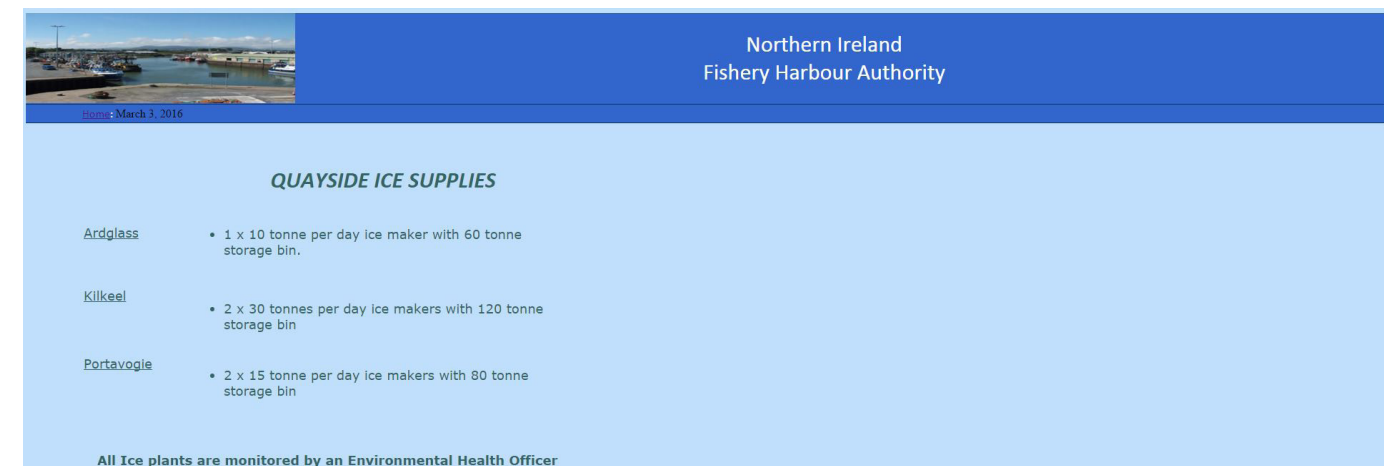 Northern Ireland
Fishery Harbour Authority
Home: March 3, 2016
QUAYSIDE ICE SUPPLIES
Ardglass
• 1 x 10 tonne per day ice maker with 60 tonne
storage bin.
Kilkeel
• 2 x 30 tonnes per day ice makers with 120 tonne
storage bin
Portavogie
• 2 x 15 tonne per day ice makers with 80 tonne
storage bin
All Ice plants are monitored by an Environmental Health Officer